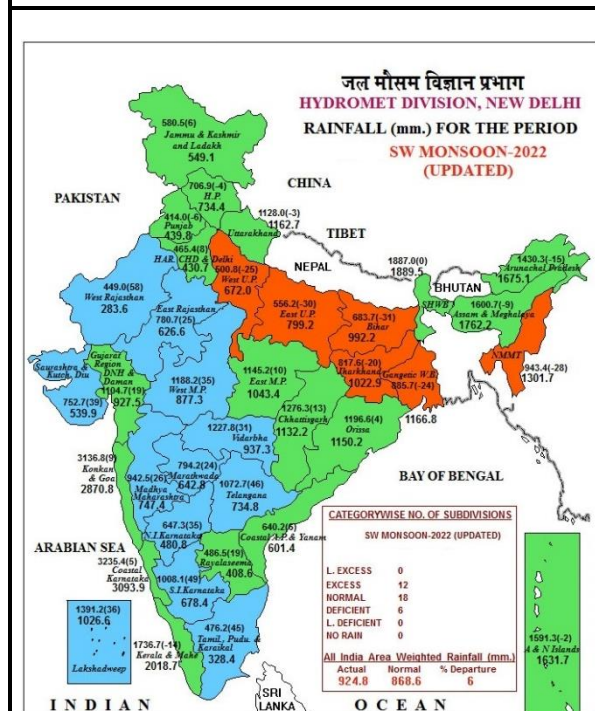 जल मौसम विज्ञान प्रभाग
HYDROMET DIVISION, NEW DELHI
RAINFALL (mm.) FOR THE PERIOD
SW MONSOON-2022
(UPDATED)
580.5(6)
Jammu & Kashmir
and Ladakh
549.1
CHINA
706.9(-4)
H.P.
734.4
PAKISTAN
414.0(-6)
Punjab
439.8
1128.0(-3)
Uttarakhand
1162.7
TIBET
465.4(8)
HAR. CHD & Delhi
430.7
600.8(-25)
West U.P.
672.0
NEPAL
1887.0(0)
1889.5
SHWB
1430.3(-15)
Arunachal Pradesh
1675.1
BHUTAN
449.0(58)
West Rajasthan
283.6
East Rajasthan
780.7(25)
626.6
556.2(-30)
East U.P.
799.2
683.7(-31)
Bihar
992.2
1600.7(-9)
Assam & Meghalaya
1762.2
NMMT
943.4(-28)
1301.7
Saurashtra &
Kutch, Diu
752.7(39)
539.9
Gujarat
Region
DNH &
Daman
1104.7(19)
927.5
1188.2(35)
West M.P.
877.3
1145.2(10)
East M.P.
1043.4
817.6(-20)
Jharkhand
1022.9
Gangetic W.B.
885.7(-24)
1166.8
1276.3(13)
Chhattisgarh
1132.2
1196.6(4)
Orissa
1150.2
1227.8(31)
Vidarbha
937.3
3136.8(9)
Konkan
& Goa
2870.8
942.5(26)
Madhya
Maharashtra
747.4
794.2(24)
Marathwada
642.8
1072.7(46)
Telangana
734.8
BAY OF BENGAL
ARABIAN SEA
647.3(35)
N.I.Karnataka
480.8
640.2(6)
Coastal A.P. & Yanam
601.4
3235.4(5)
Coastal
Karnataka
3093.9
486.5(19)
Rayalaseema
408.6
1008.1(49)
S.I.Karnataka
678.4
1391.2(36)
1026.6
Lakshadweep
476.2(45)
Tamil, Pudu. &
Karaikal
328.4
1736.7(-14)
Kerala & Mahe
2018.7
CATEGORYWISE NO. OF SUBDIVISIONS
SW MONSOON-2022 (UPDATED)
L. EXCESS 0
EXCESS 12
NORMAL 18
DEFICIENT 6
L. DEFICIENT 0
NO RAIN 0
All India Area Weighted Rainfall (mm.)
Actual Normal % Departure
924.8 868.6 6
1591.3(-2)
A & N Islands
1631.7
INDIAN
SRI
LANKA
OCEAN